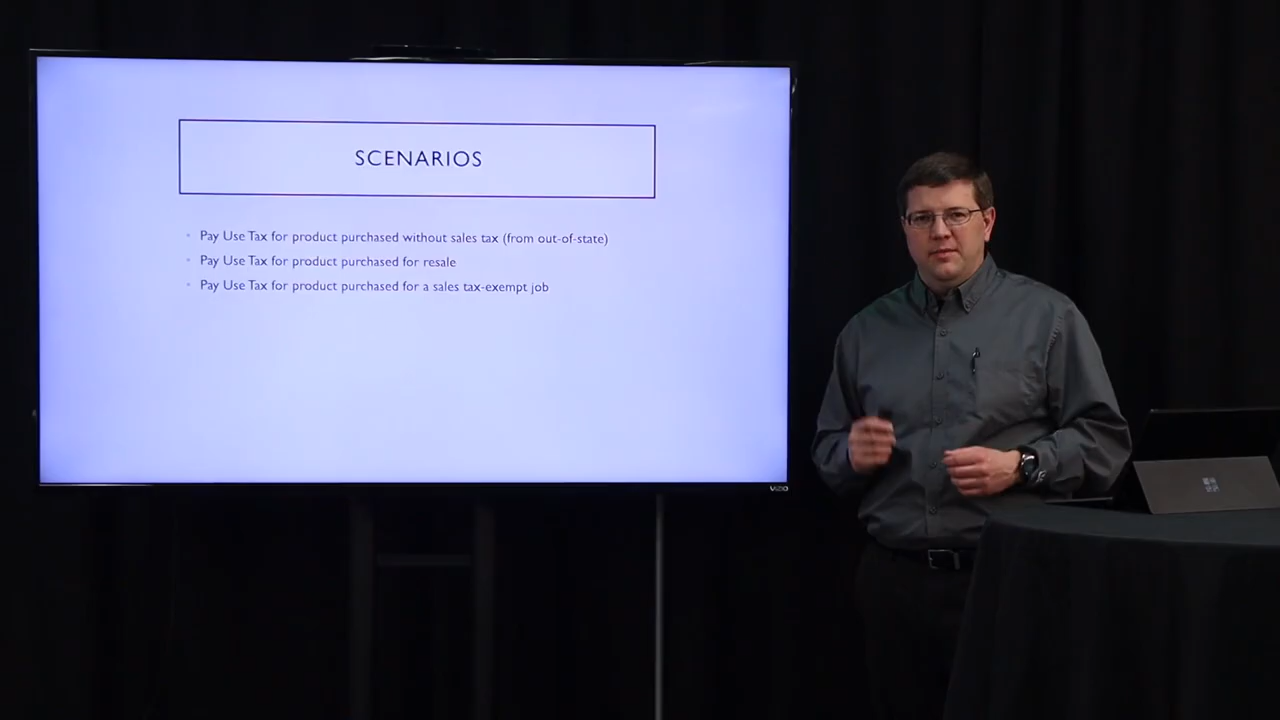 SCENARIOS
Pay Use Tax for product purchased without sales tax (from out-of-state)
Pay Use Tax for product purchased for resale
Pay Use Tax for product purchased for a sales tax-exempt job
VIZIO